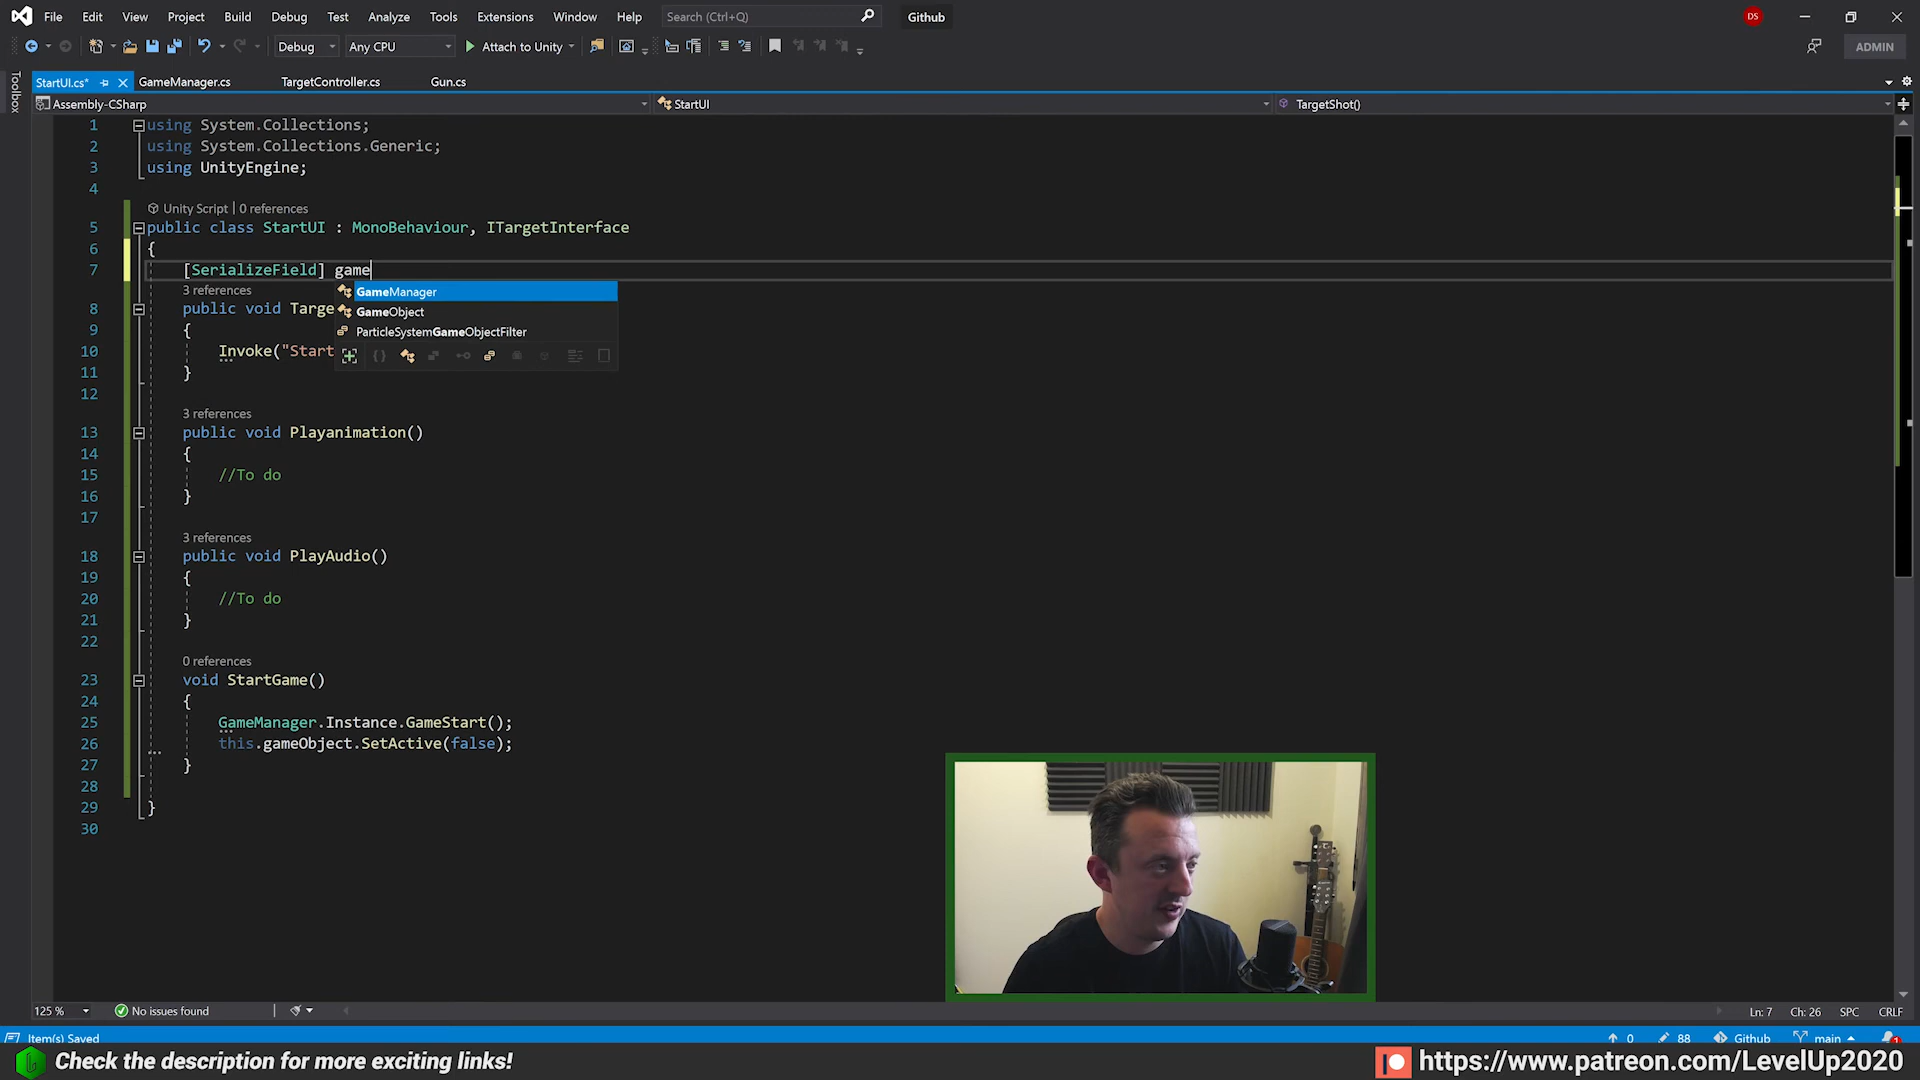 File Edit View Project Build Debug Test Analyze Tools Extensions Window Help Search (Ctrl+Q) Github DS
Debug Any CPU Attach to Unity ADMIN
Toolbox
StartUI.cs* GameManager.cs TargetController.cs Gun.cs
Assembly-CSharp StartUI TargetShot()
1 using System.Collections;
2 using System.Collections.Generic;
3 using UnityEngine;
4
Unity Script | 0 references
5 public class StartUI : MonoBehaviour, ITargetInterface
6 {
7 [SerializeField] game
3 references
GameManager
8 public void Targe
GameObject
9 {
ParticleSystemGameObjectFilter
10 Invoke("Start
11 }
12
3 references
13 public void Playanimation()
14 {
15 //To do
16 }
17
3 references
18 public void PlayAudio()
19 {
20 //To do
21 }
22
0 references
23 void StartGame()
24 {
25 GameManager.Instance.GameStart();
26 this.gameObject.SetActive(false);
27 }
28
29 }
30
125 % No issues found Ln: 7 Ch: 26 SPC CRLF
Item(s) Saved 0 88 Github main 1
Check the description for more exciting links! https://www.patreon.com/LevelUp2020